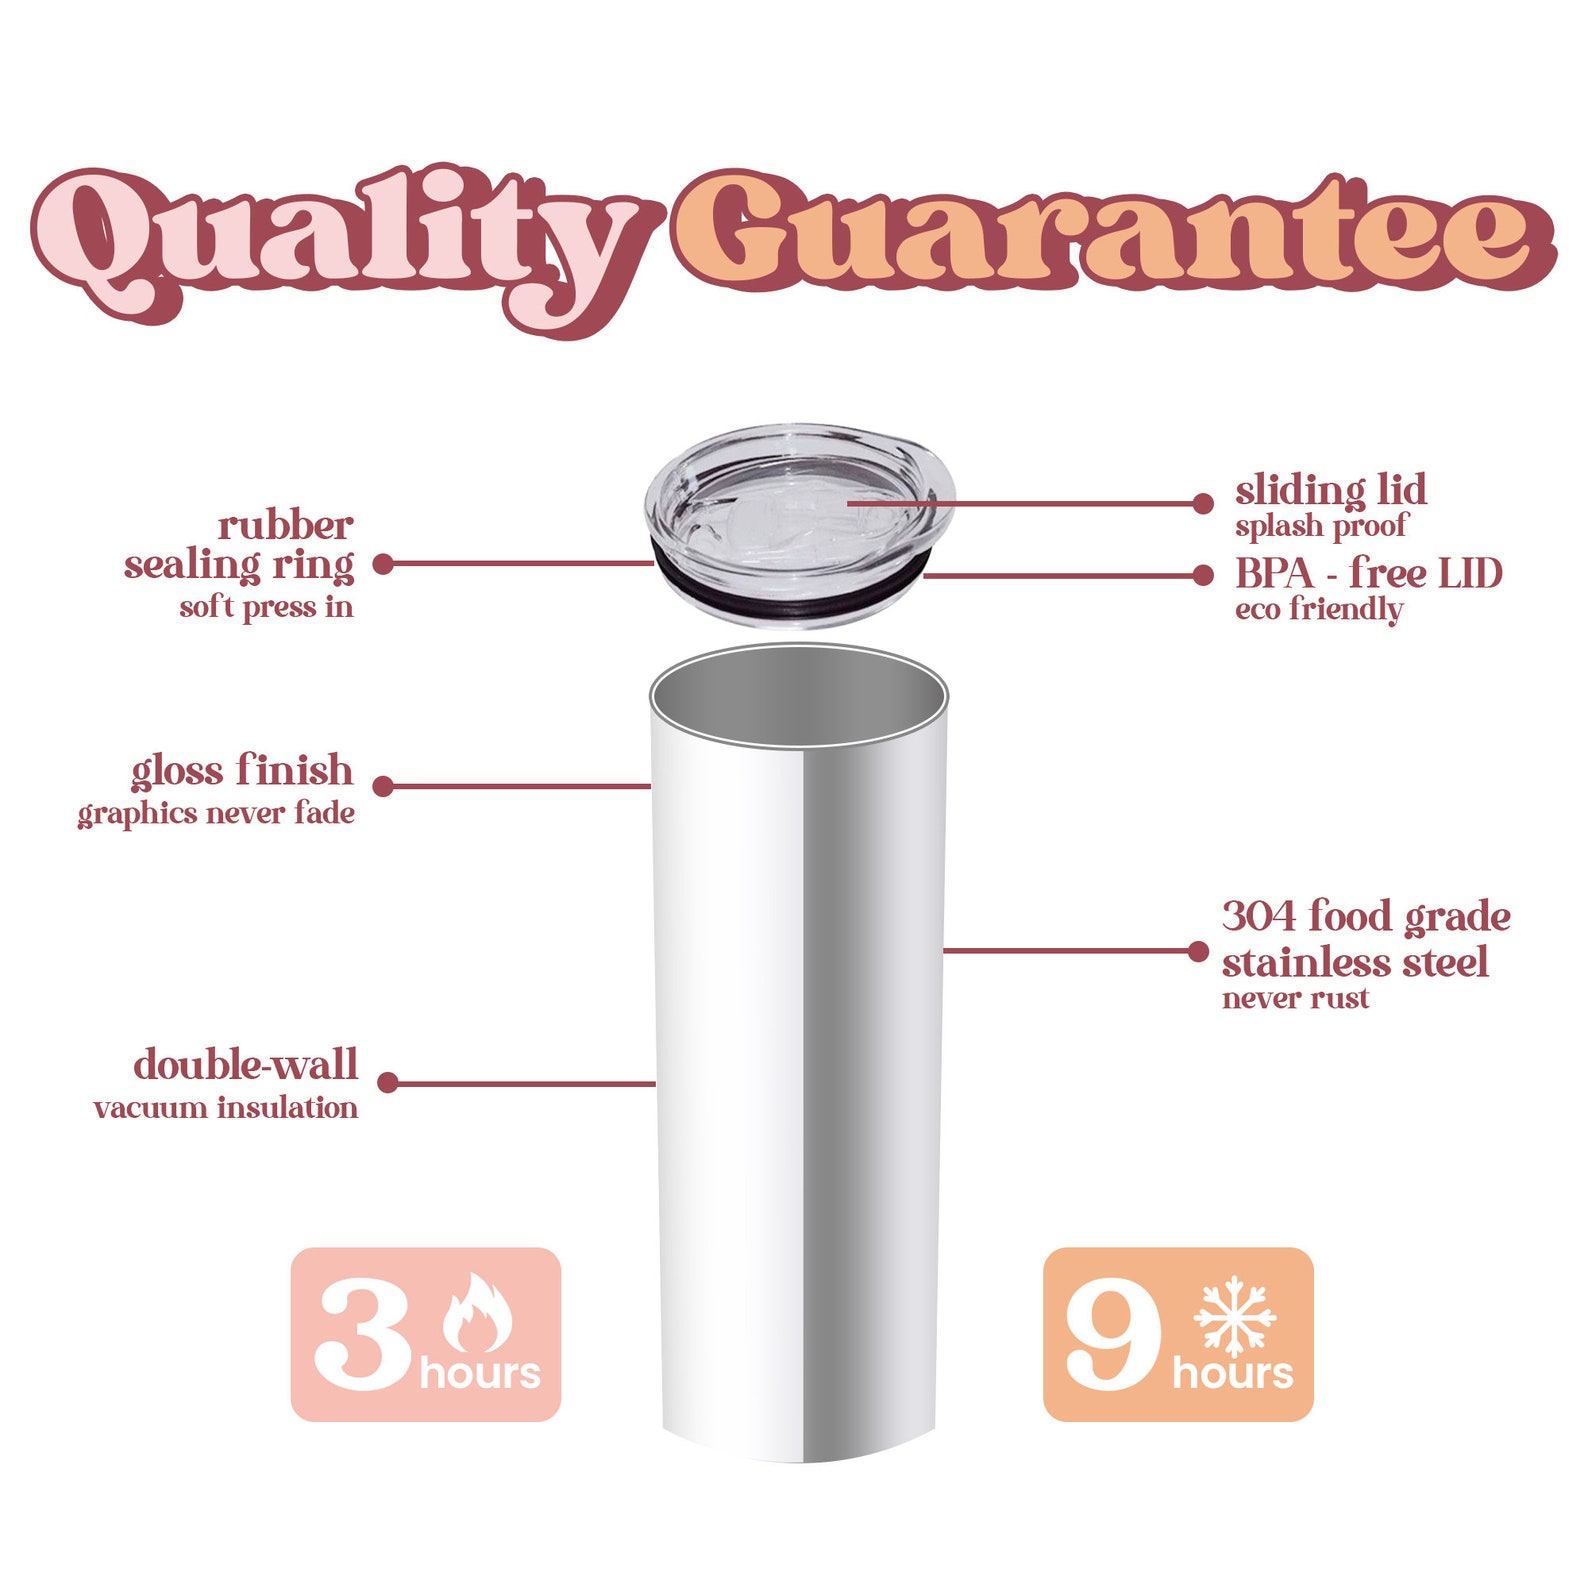 Quality Guarantee
rubber
sealing ring
soft press in
sliding lid
splash proof
BPA - free LID
eco friendly
gloss finish
graphics never fade
304 food grade
stainless steel
never rust
double-wall
vacuum insulation
3 hours
9 hours